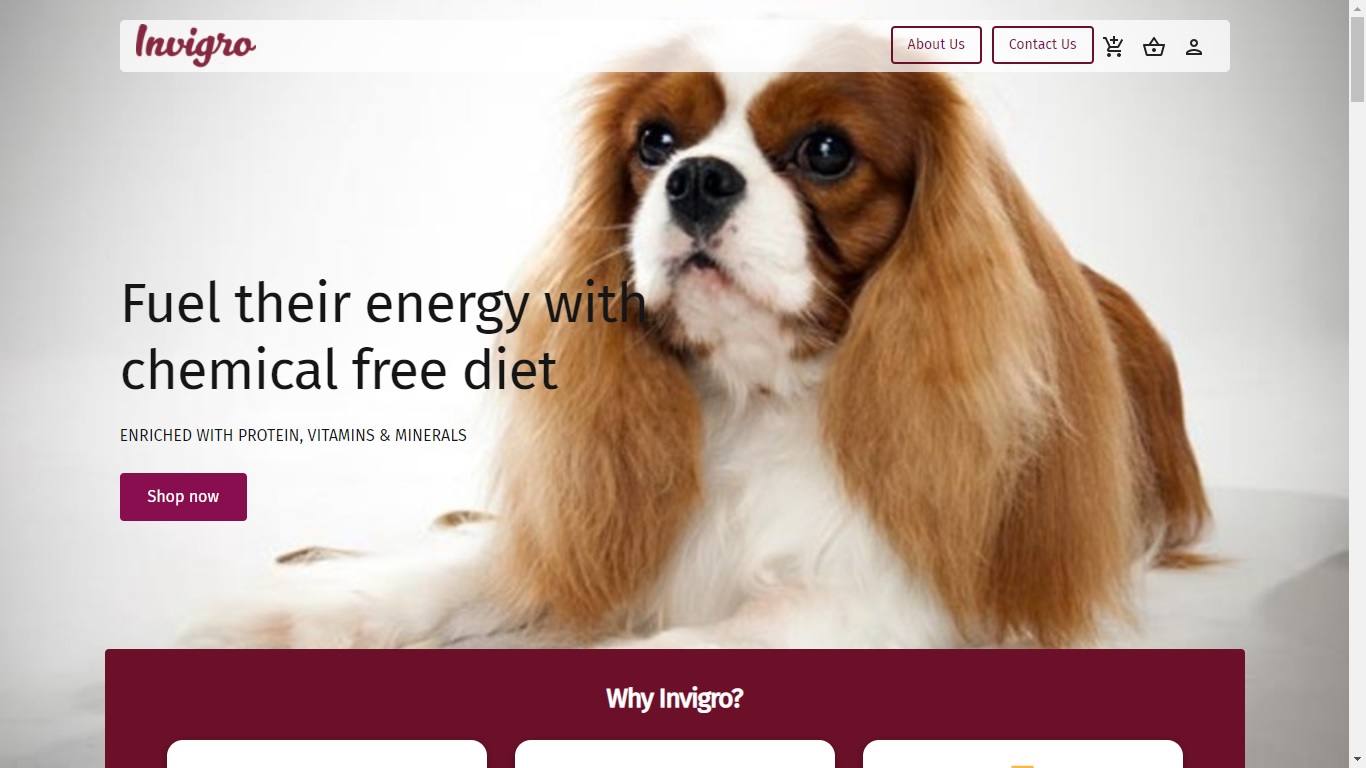 Invigro
About Us
Contact Us
Fuel their energy with
chemical free diet
ENRICHED WITH PROTEIN, VITAMINS & MINERALS
Shop now
Why Invigro?